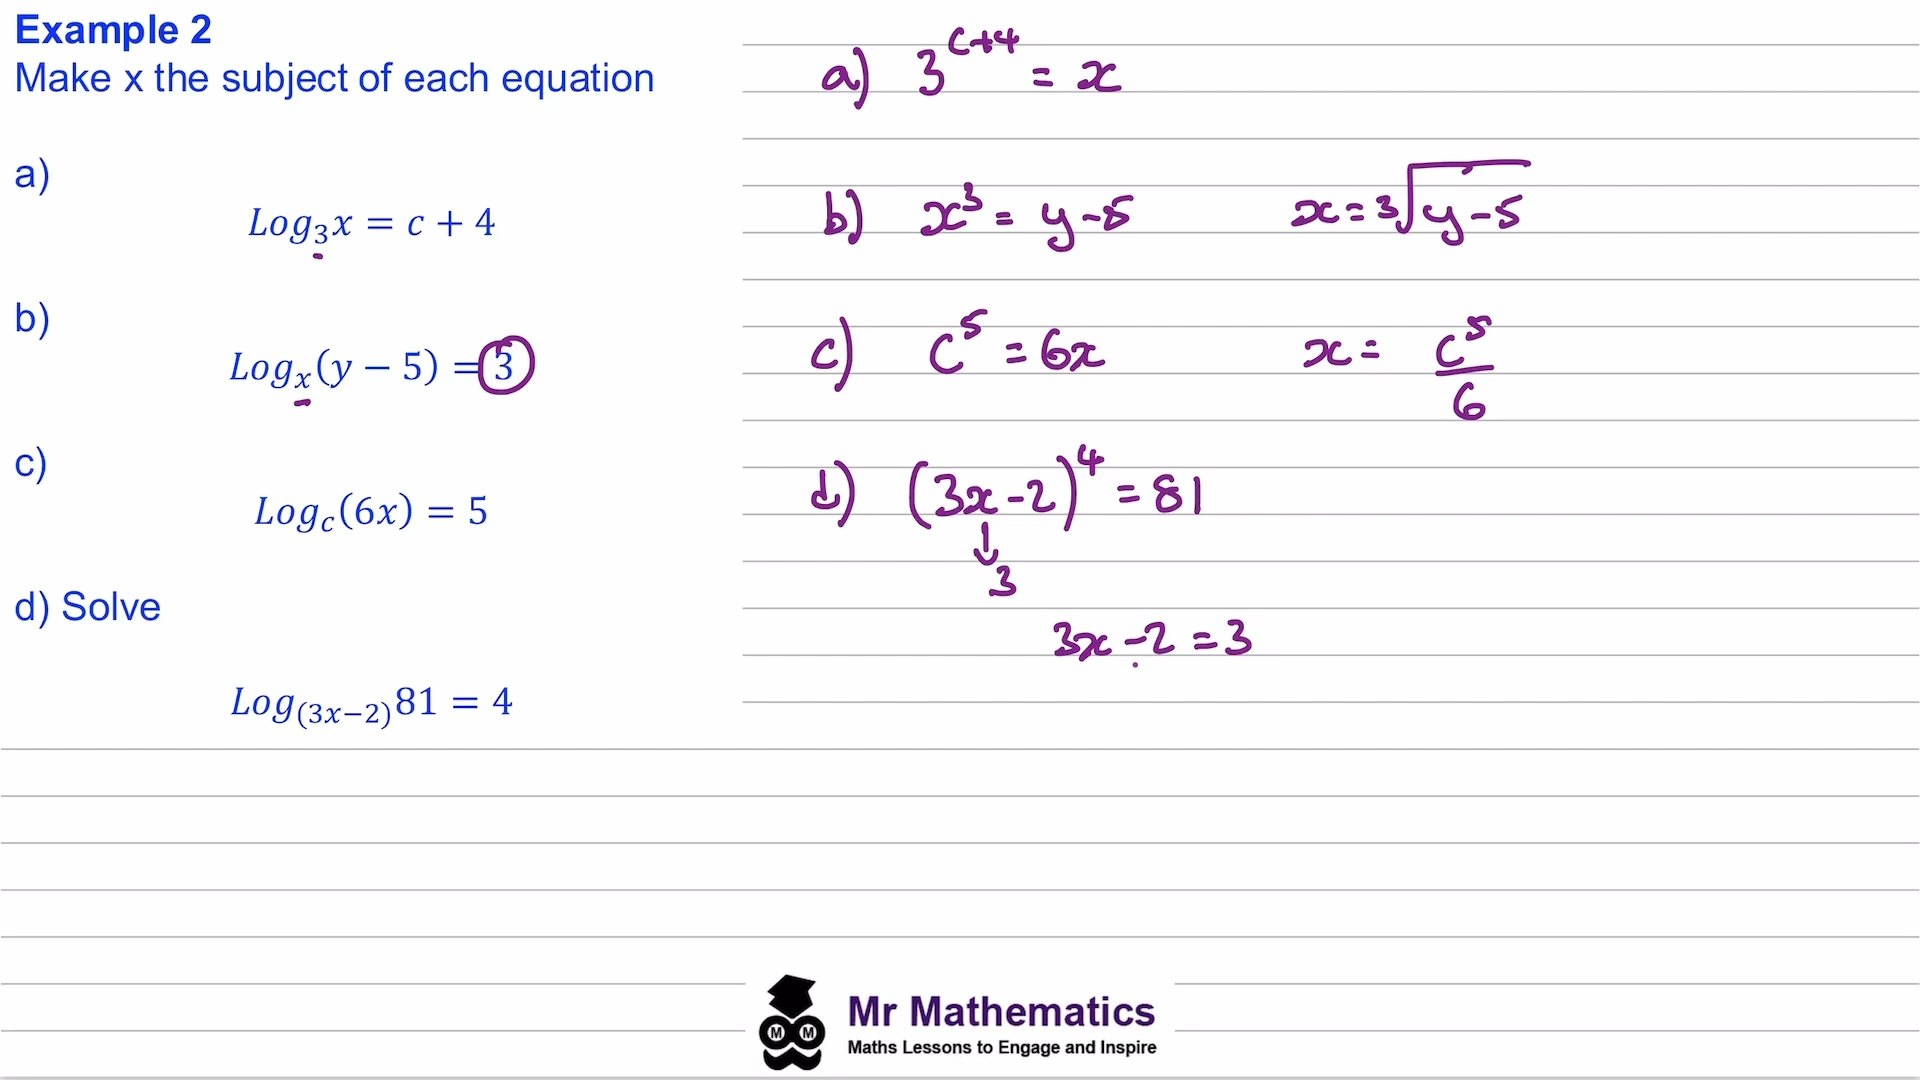 Example 2
Make x the subject of each equation
a)
Log₃x = c + 4
b)
Logₓ(y − 5) = 3
c)
Log_c(6x) = 5
d) Solve
Log_(3x−2)81 = 4
a) 3^(c+4) = x
b) x³ = y − 5    x = ³√(y − 5)
c) c⁵ = 6x    x = c⁵/6
d) (3x − 2)⁴ = 81
↓
3
3x − 2 = 3
M M
Mr Mathematics
Maths Lessons to Engage and Inspire